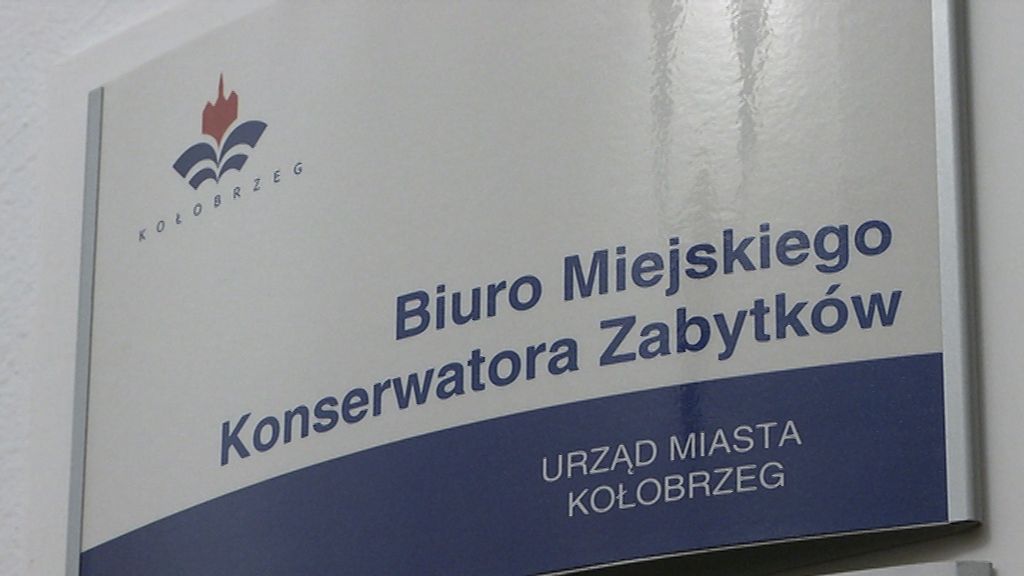 KOŁOBRZEG
Biuro Miejskiego
Konserwatora Zabytków
URZĄD MIASTA
KOŁOBRZEG